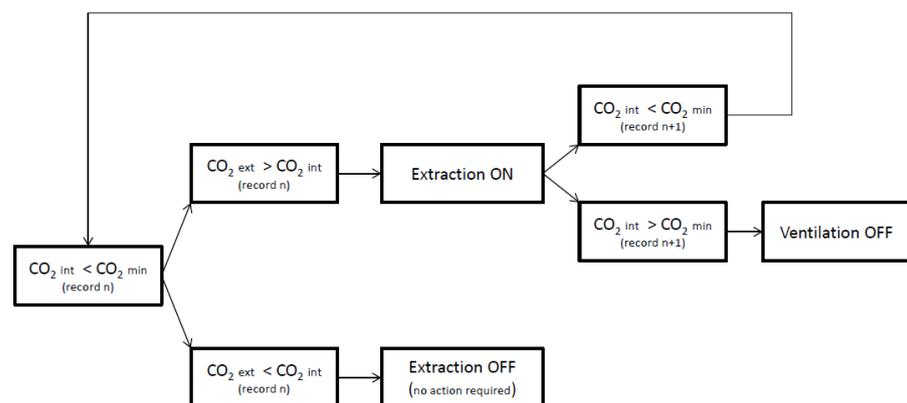 CO2 int < CO2 min
(record n+1)
CO2 ext > CO2 int
(record n)
Extraction ON
CO2 int > CO2 min
(record n+1)
Ventilation OFF
CO2 int < CO2 min
(record n)
CO2 ext < CO2 int
(record n)
Extraction OFF
(no action required)